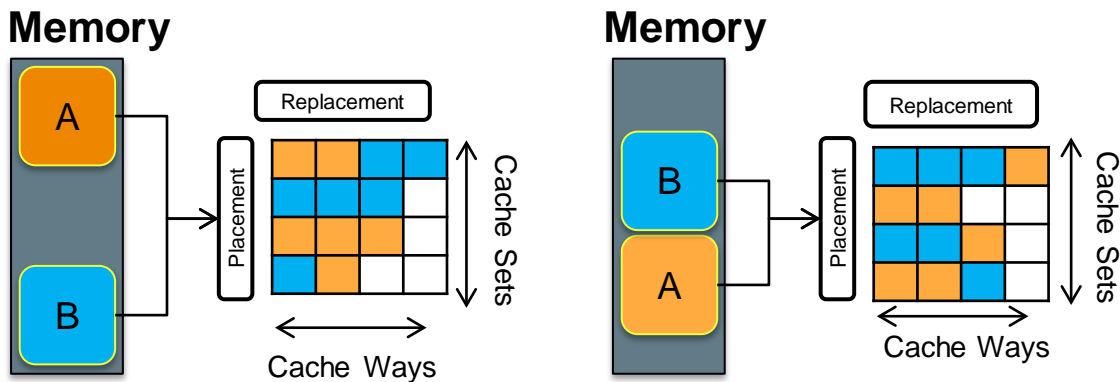 Memory
A
B
Replacement
Placement
Cache Sets
Cache Ways
Memory
B
A
Replacement
Placement
Cache Sets
Cache Ways